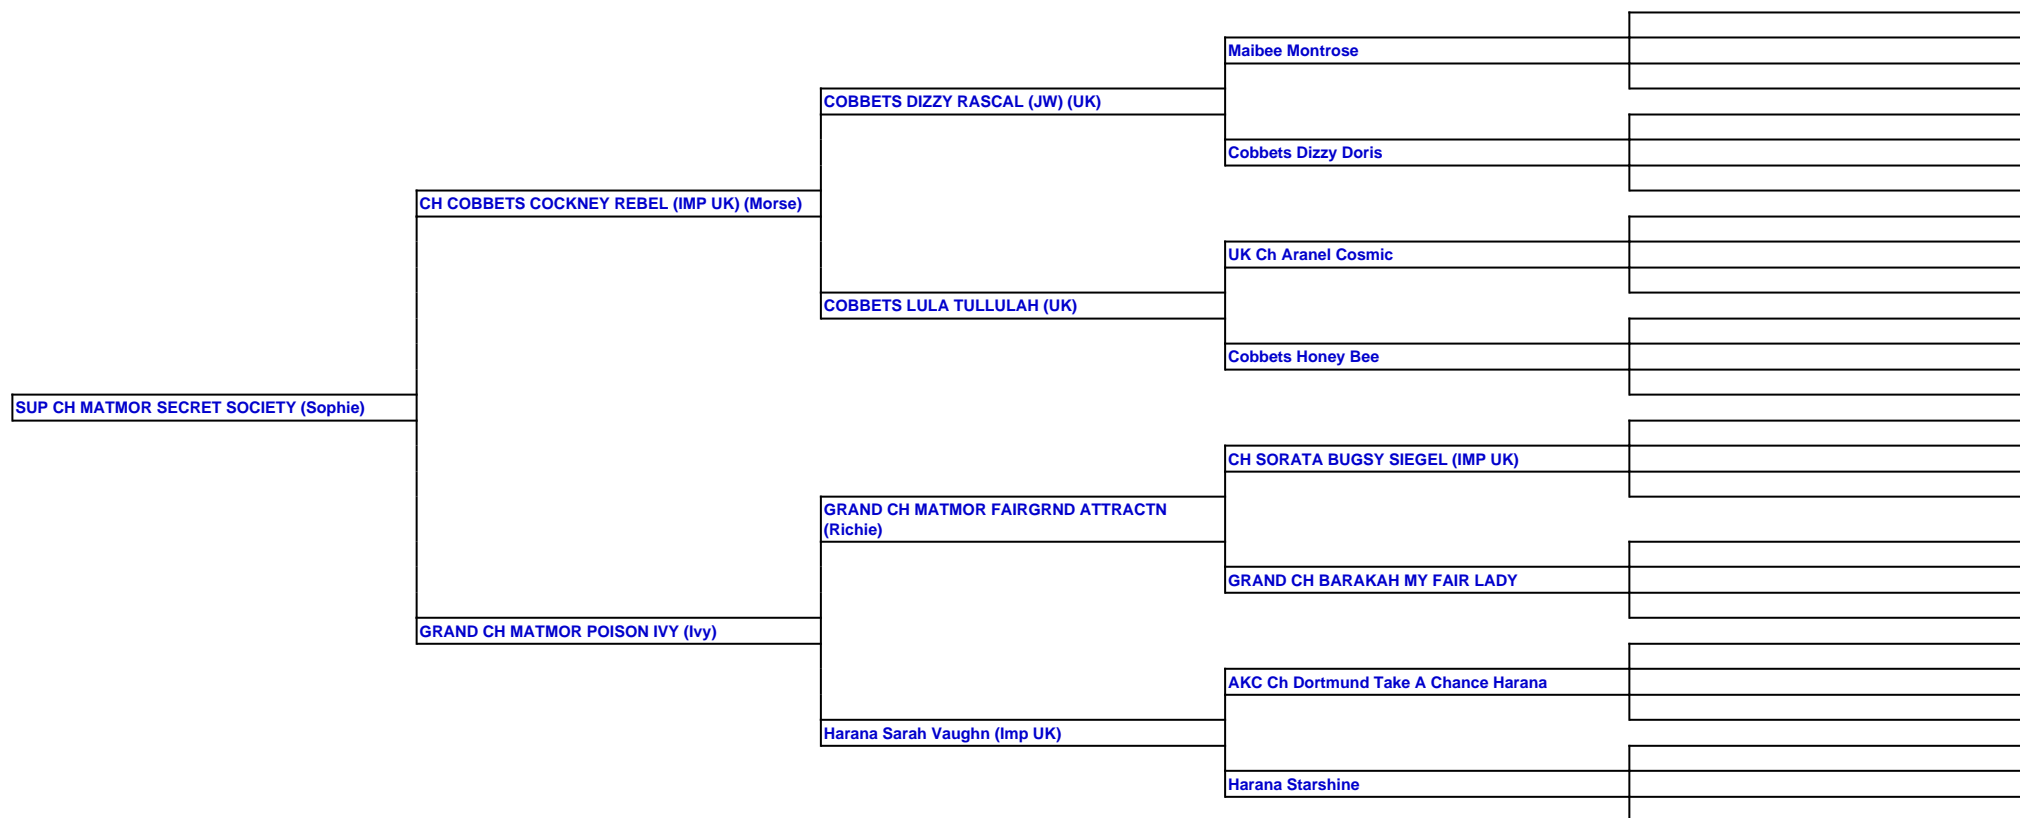 Maibee Montrose
COBBETS DIZZY RASCAL (JW) (UK)
Cobbets Dizzy Doris
CH COBBETS COCKNEY REBEL (IMP UK) (Morse)
UK Ch Aranel Cosmic
COBBETS LULA TULLULAH (UK)
Cobbets Honey Bee
SUP CH MATMOR SECRET SOCIETY (Sophie)
CH SORATA BUGSY SIEGEL (IMP UK)
GRAND CH MATMOR FAIRGRND ATTRACTN
(Richie)
GRAND CH BARAKAH MY FAIR LADY
GRAND CH MATMOR POISON IVY (Ivy)
AKC Ch Dortmund Take A Chance Harana
Harana Sarah Vaughn (Imp UK)
Harana Starshine